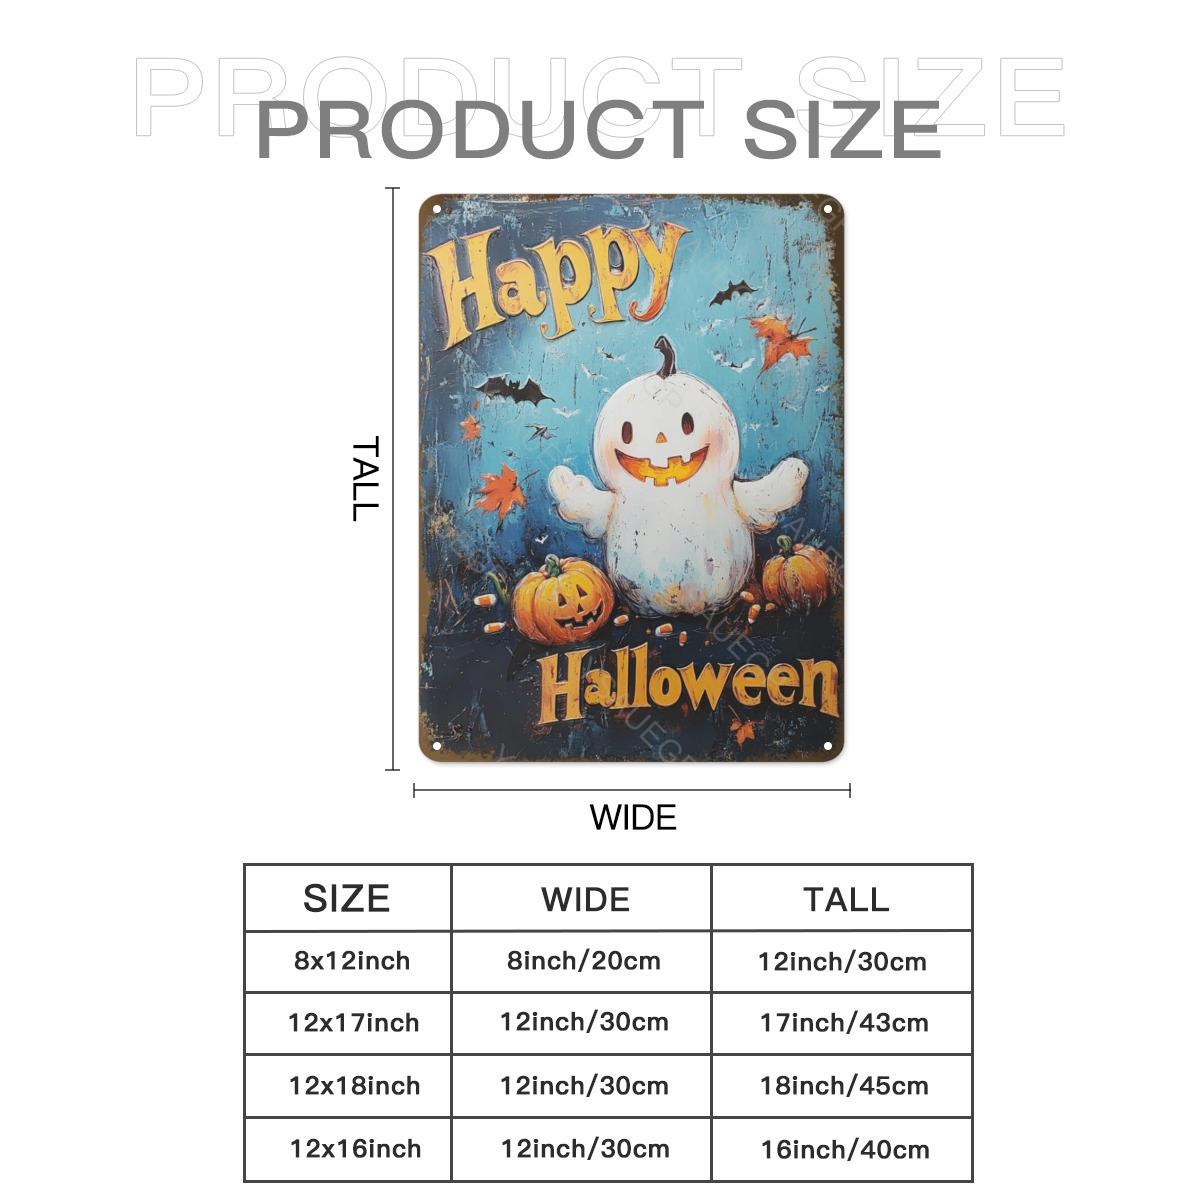 PRODUCT SIZE
PRODUCT SIZE
Happy
Halloween
TALL
WIDE
SIZE WIDE TALL
8x12inch 8inch/20cm 12inch/30cm
12x17inch 12inch/30cm 17inch/43cm
12x18inch 12inch/30cm 18inch/45cm
12x16inch 12inch/30cm 16inch/40cm